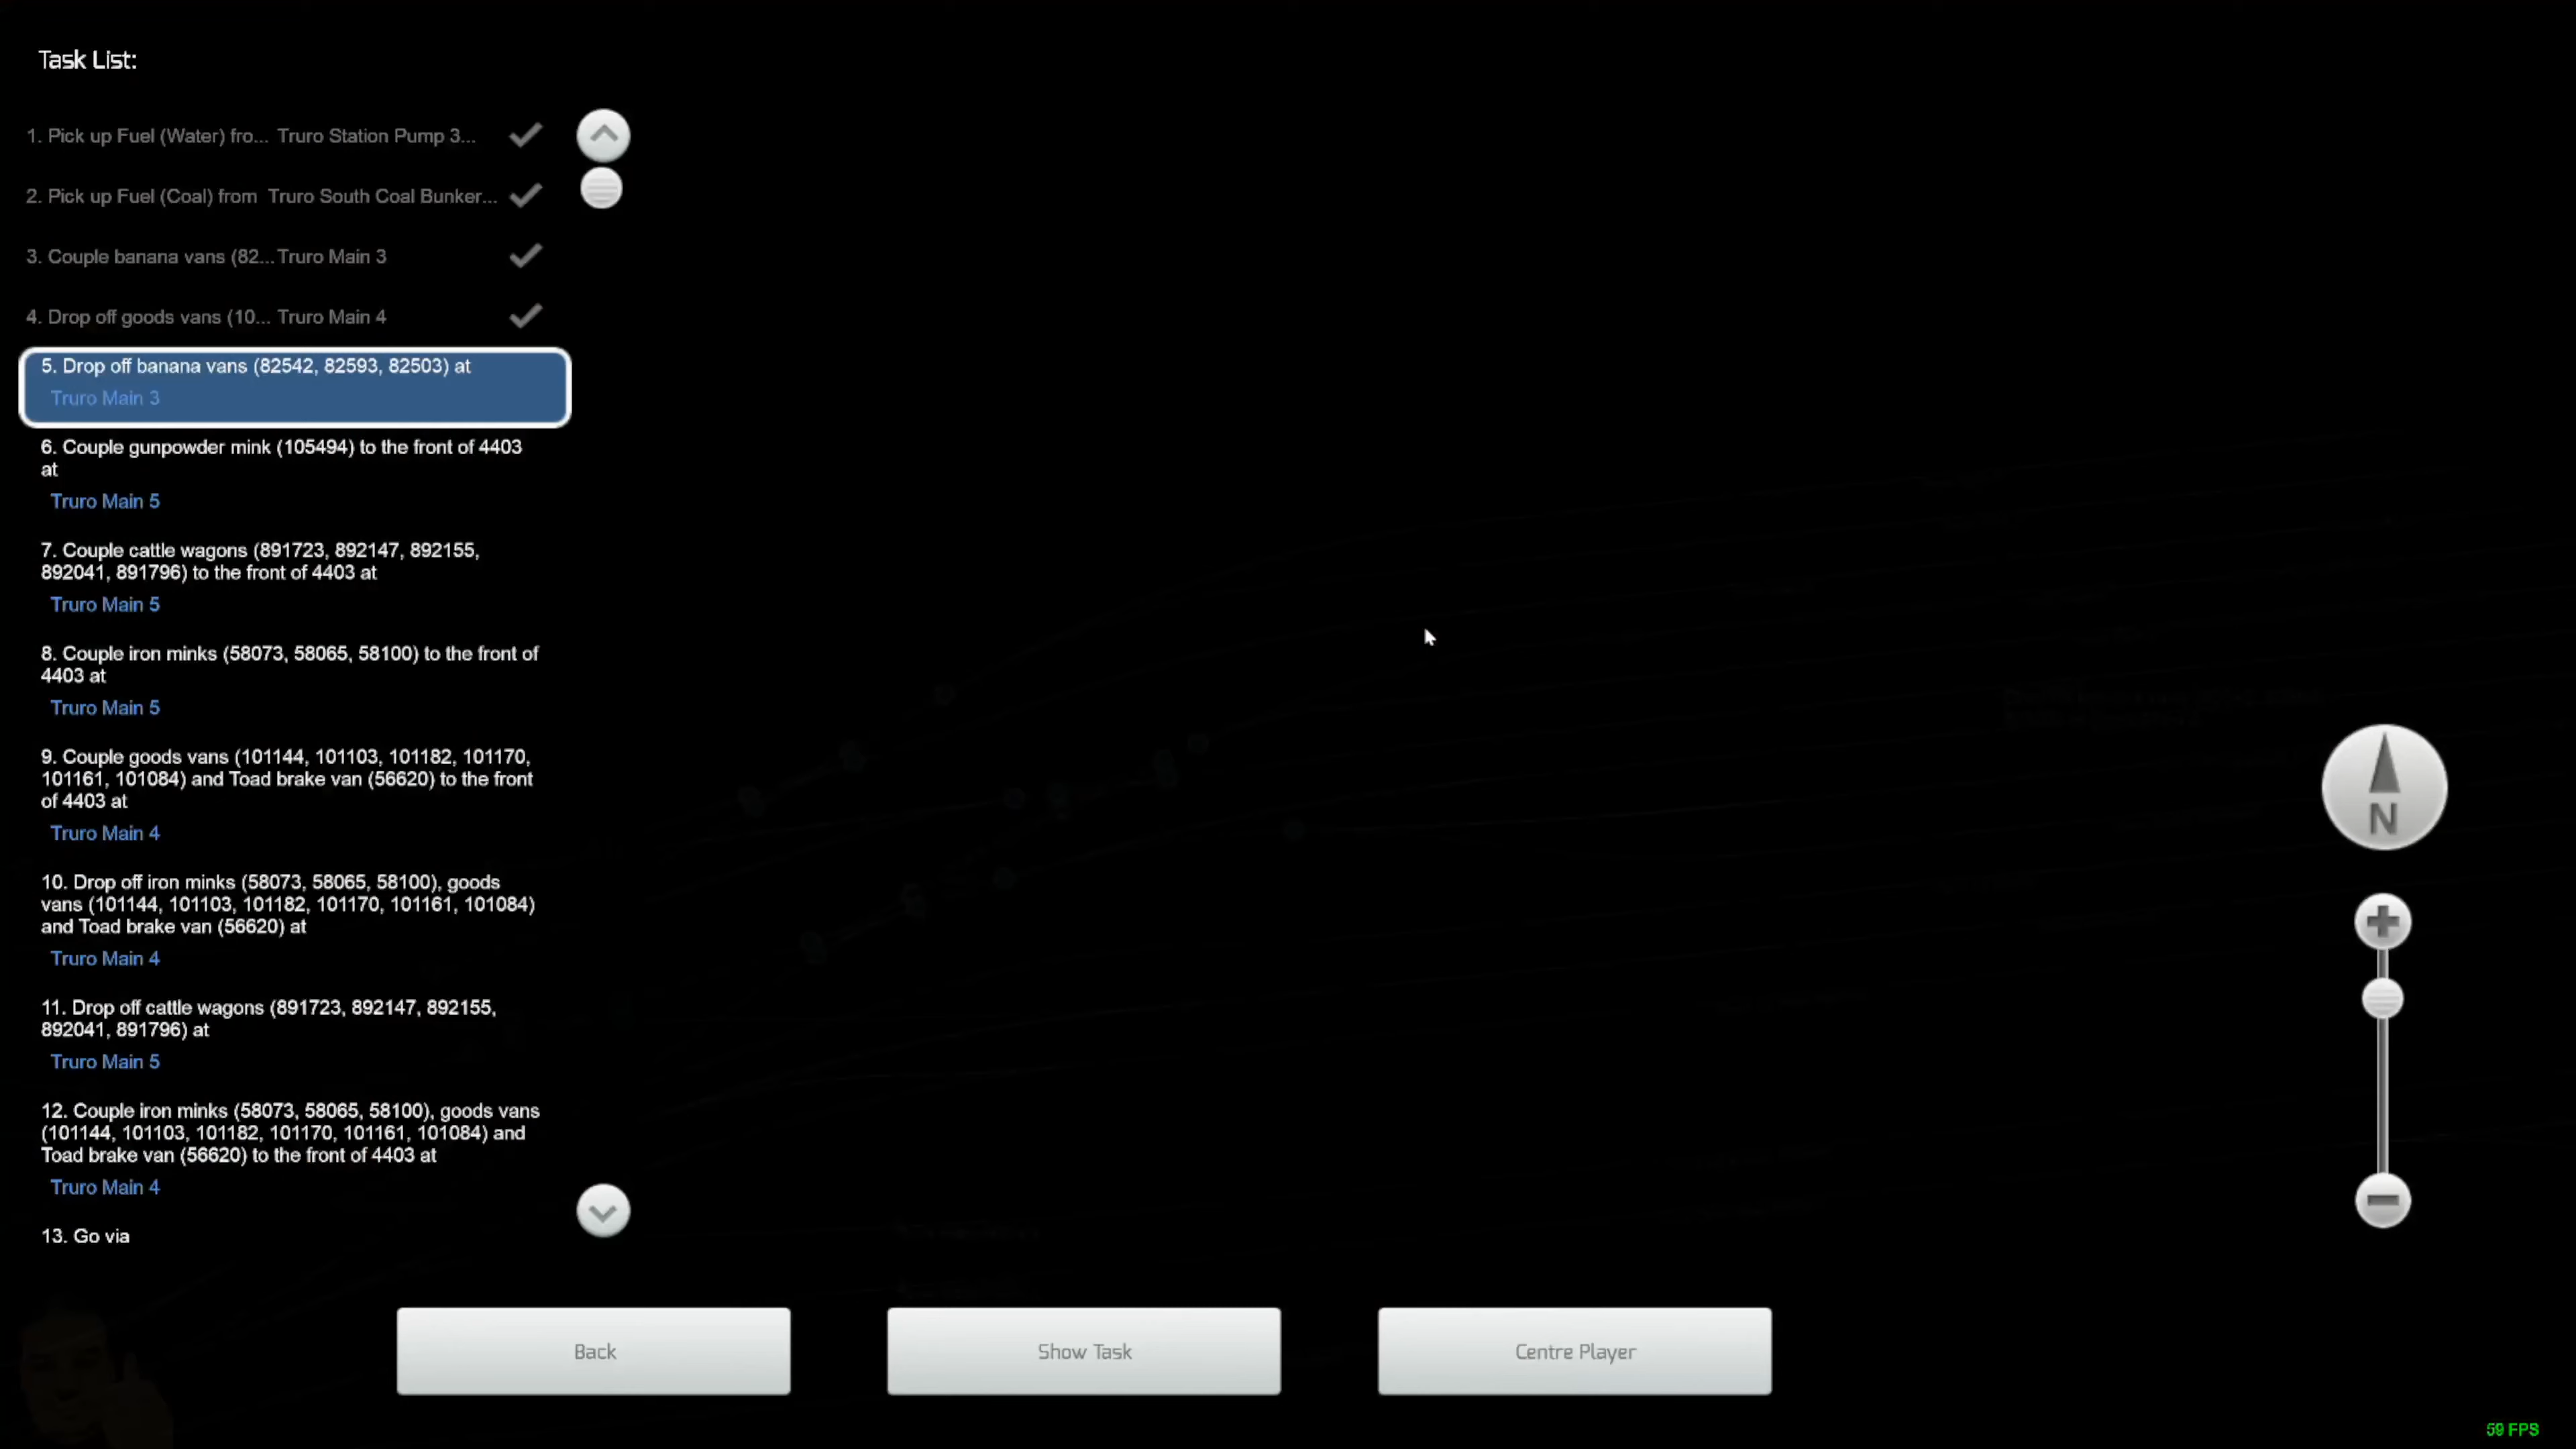 Task List:
1. Pick up Fuel (Water) fro... Truro Station Pump 3...
2. Pick up Fuel (Coal) from Truro South Coal Bunker...
3. Couple banana vans (82... Truro Main 3
4. Drop off goods vans (10... Truro Main 4
5. Drop off banana vans (82542, 82593, 82503) at
Truro Main 3
6. Couple gunpowder mink (105494) to the front of 4403
at
Truro Main 5
7. Couple cattle wagons (891723, 892147, 892155,
892041, 891796) to the front of 4403 at
Truro Main 5
8. Couple iron minks (58073, 58065, 58100) to the front of
4403 at
Truro Main 5
9. Couple goods vans (101144, 101103, 101182, 101170,
101161, 101084) and Toad brake van (56620) to the front
of 4403 at
Truro Main 4
10. Drop off iron minks (58073, 58065, 58100), goods
vans (101144, 101103, 101182, 101170, 101161, 101084)
and Toad brake van (56620) at
Truro Main 4
11. Drop off cattle wagons (891723, 892147, 892155,
892041, 891796) at
Truro Main 5
12. Couple iron minks (58073, 58065, 58100), goods vans
(101144, 101103, 101182, 101170, 101161, 101084) and
Toad brake van (56620) to the front of 4403 at
Truro Main 4
13. Go via
N
Back
Show Task
Centre Player
59 FPS